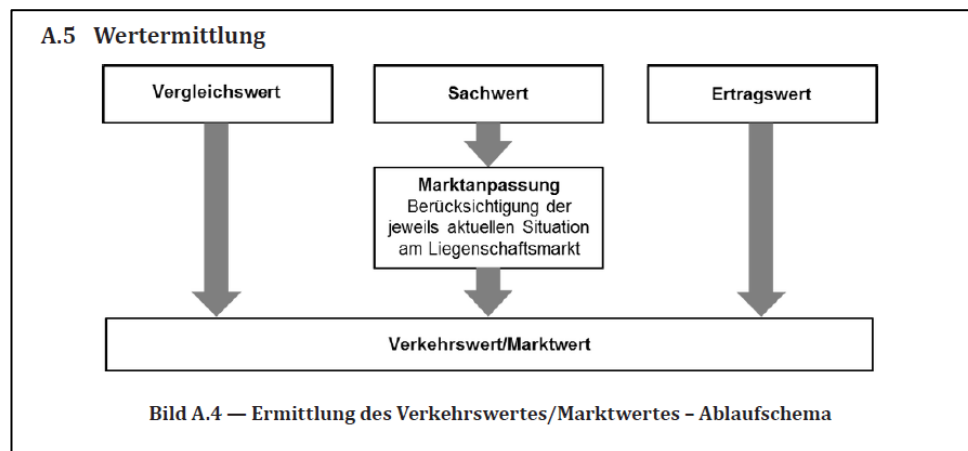 A.5 Wertermittlung
Vergleichswert
Sachwert
Ertragswert
Marktanpassung
Berücksichtigung der
jeweils aktuellen Situation
am Liegenschaftsmarkt
Verkehrswert/Marktwert
Bild A.4 — Ermittlung des Verkehrswertes/Marktwertes – Ablaufschema